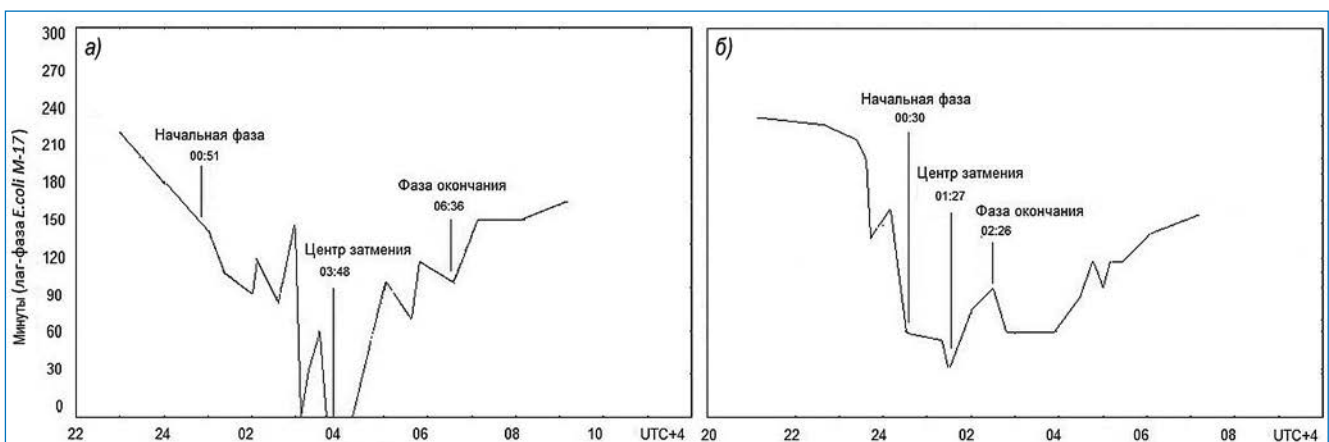 Минуты (лаг-фаза E.coli M-17)
300
270
240
210
180
150
120
90
60
30
0
а)
Начальная фаза
00:51
Центр затмения
03:48
Фаза окончания
06:36
22 24 02 04 06 08 10 UTC+4
б)
Начальная фаза
00:30
Центр затмения
01:27
Фаза окончания
02:26
20 22 24 02 04 06 08 UTC+4